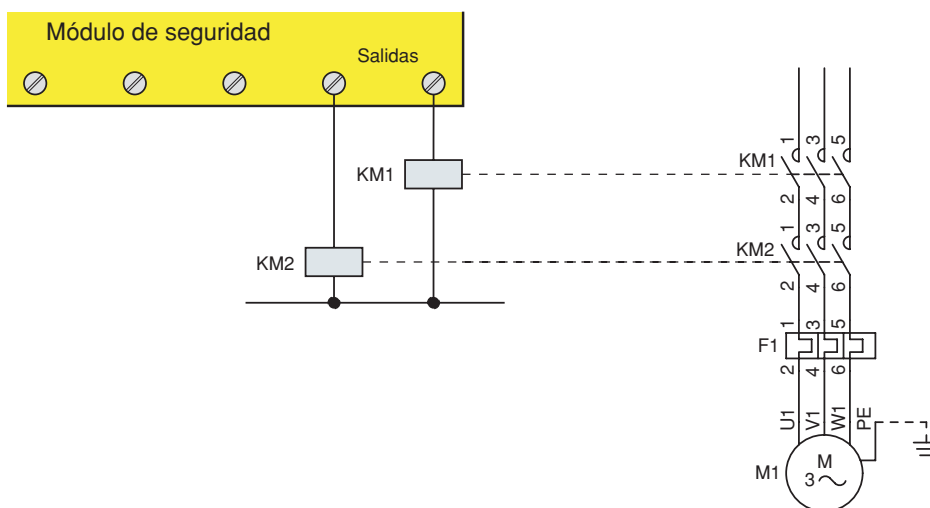 Módulo de seguridad
Salidas
KM1
KM2
1 3 5
KM1
2 4 6
1 3 5
KM2
2 4 6
1 3 5
F1
2 4 6
U1 V1 W1 PE
M1
M
3